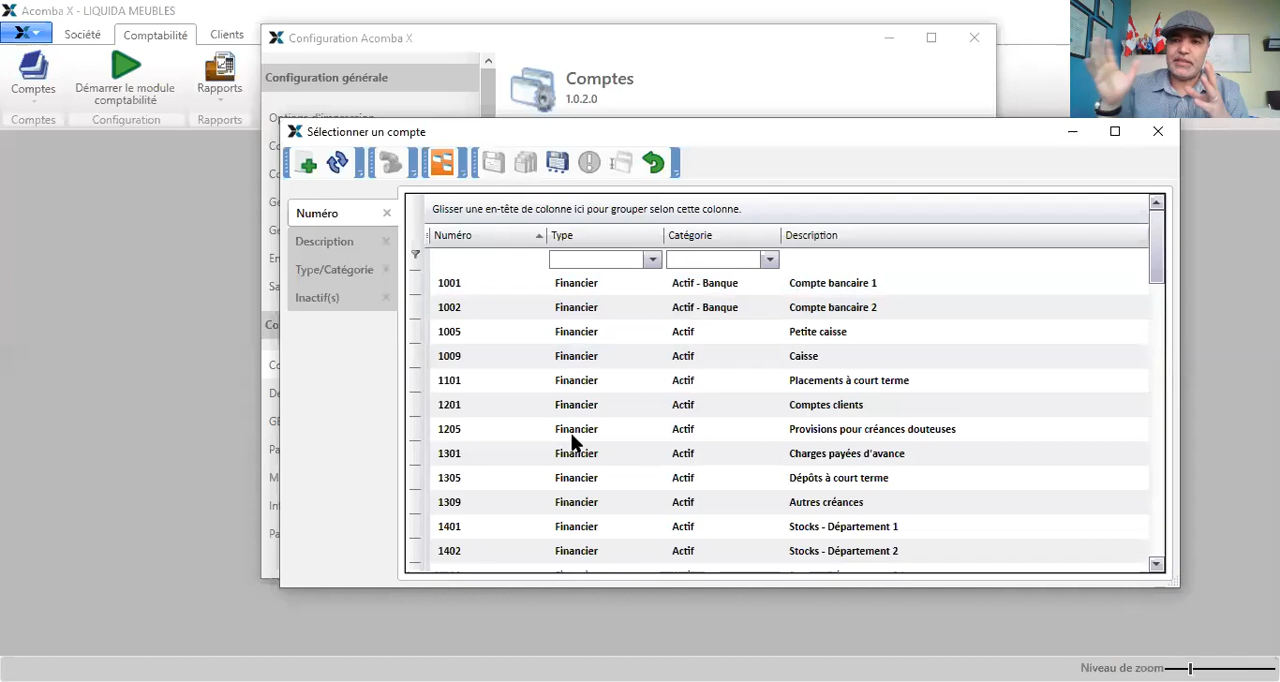 Acomba X - LIQUIDA MEUBLES
Société
Comptabilité
Clients
Comptes
Démarrer le module
comptabilité
Rapports
Comptes
Configuration
Rapports
Configuration Acomba X
Configuration générale
Comptes
1.0.2.0
Sélectionner un compte
Numéro
Description
Type/Catégorie
Inactif(s)
Glisser une en-tête de colonne ici pour grouper selon cette colonne.
Numéro Type Catégorie Description
1001 Financier Actif - Banque Compte bancaire 1
1002 Financier Actif - Banque Compte bancaire 2
1005 Financier Actif Petite caisse
1009 Financier Actif Caisse
1101 Financier Actif Placements à court terme
1201 Financier Actif Comptes clients
1205 Financier Actif Provisions pour créances douteuses
1301 Financier Actif Charges payées d'avance
1305 Financier Actif Dépôts à court terme
1309 Financier Actif Autres créances
1401 Financier Actif Stocks - Département 1
1402 Financier Actif Stocks - Département 2
Niveau de zoom